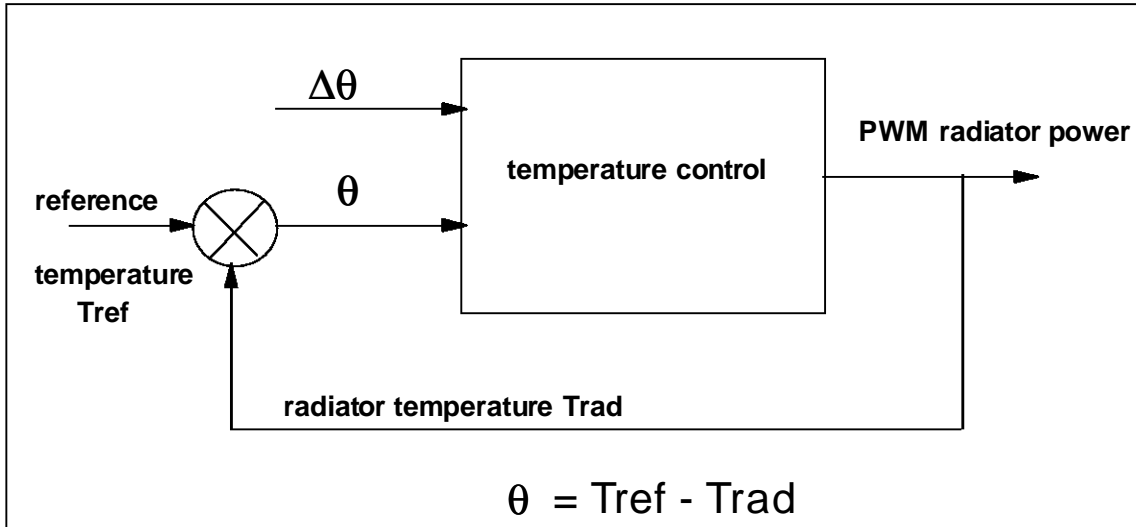 Δθ
PWM radiator power
temperature control
θ
reference
temperature
Tref
radiator temperature Trad
θ = Tref - Trad